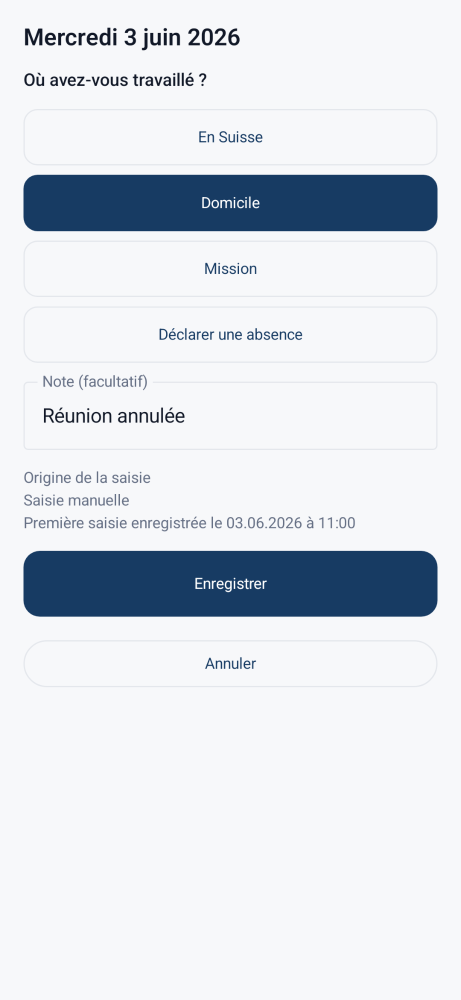 Mercredi 3 juin 2026
Où avez-vous travaillé ?
En Suisse
Domicile
Mission
Déclarer une absence
Note (facultatif)
Réunion annulée
Origine de la saisie
Saisie manuelle
Première saisie enregistrée le 03.06.2026 à 11:00
Enregistrer
Annuler